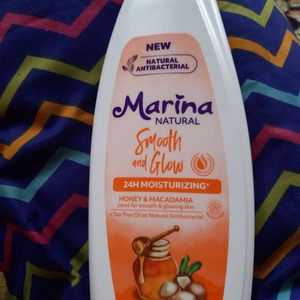 NEW
NATURAL
ANTIBACTERIAL
Marina
NATURAL
Smooth
and Glow
24H MOISTURIZING*
HONEY & MACADAMIA
cares for smooth & glowing skin
+ Tea Tree Oil as Natural Antibacterial